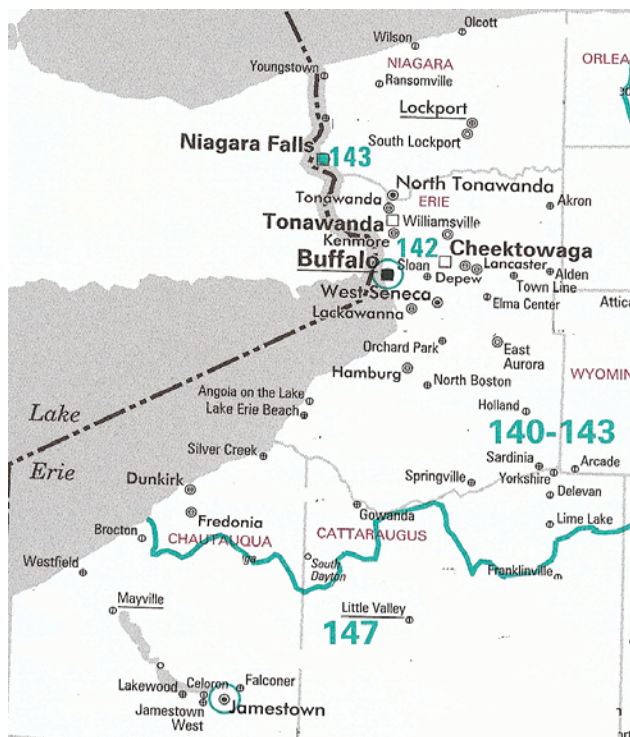 Olcott
Wilson
NIAGARA
ORLEA
Youngstown
Ransomville
Lockport
South Lockport
Niagara Falls
143
North Tonawanda
Tonawanda
ERIE
Akron
Tonawanda
Williamsville
Kenmore
142
Cheektowaga
Buffalo
Sloan
Lancaster
Alden
Depew
Town Line
West Seneca
Elma Center
Attica
Lackawanna
Orchard Park
East
Aurora
Hamburg
North Boston
WYOMIN
Angola on the Lake
Lake Erie Beach
Holland
Lake
140-143
Erie
Silver Creek
Sardinia
Arcade
Springville
Yorkshire
Dunkirk
Delevan
Gowanda
Fredonia
Lime Lake
Brocton
CHAUTAUQUA
CATTARAUGUS
South
Dayton
Westfield
Franklinville
Mayville
Little Valley
147
Celoron
Falconer
Lakewood
Jamestown
West
Jamestown